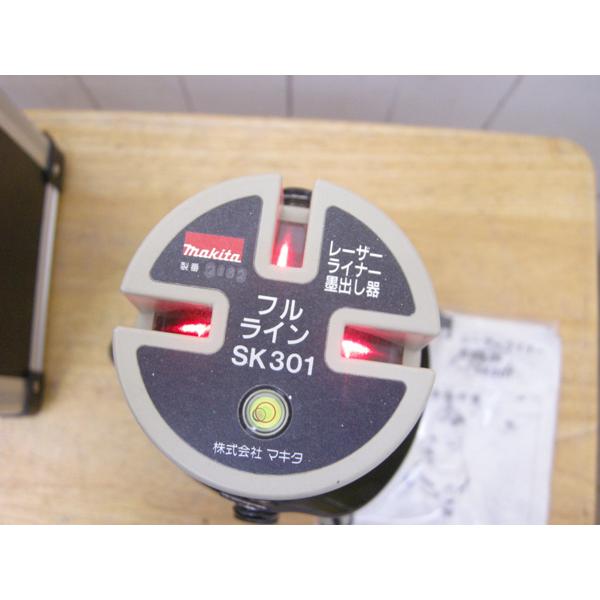 makita
機番
レーザー
ライナー
墨出し器
フル
ライン
SK301
株式会社 マキタ